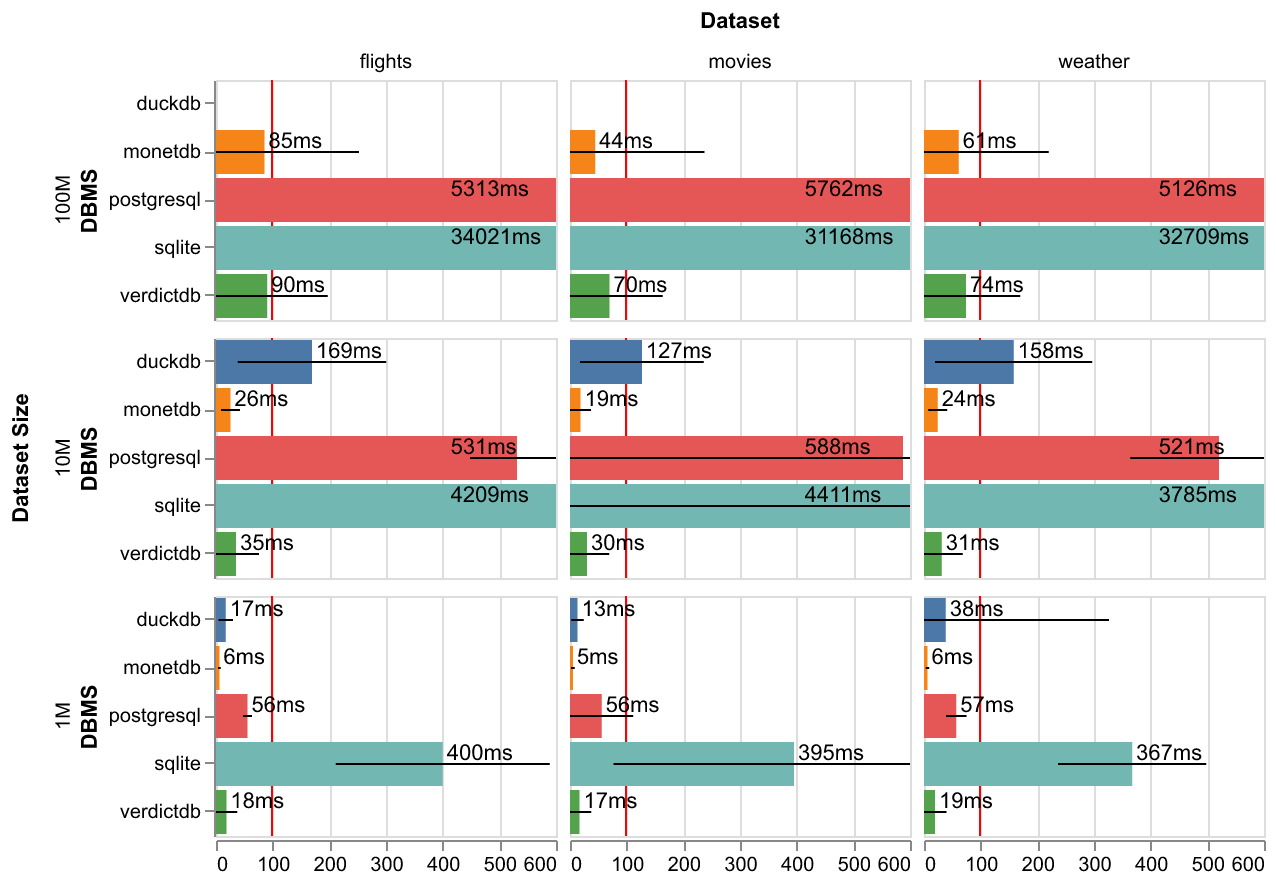 Dataset
flights movies weather
Dataset Size
100M
DBMS
duckdb
monetdb 85ms 44ms 61ms
postgresql 5313ms 5762ms 5126ms
sqlite 34021ms 31168ms 32709ms
verdictdb 90ms 70ms 74ms
10M
DBMS
duckdb 169ms 127ms 158ms
monetdb 26ms 19ms 24ms
postgresql 531ms 588ms 521ms
sqlite 4209ms 4411ms 3785ms
verdictdb 35ms 30ms 31ms
1M
DBMS
duckdb 17ms 13ms 38ms
monetdb 6ms 5ms 6ms
postgresql 56ms 56ms 57ms
sqlite 400ms 395ms 367ms
verdictdb 18ms 17ms 19ms
0 100 200 300 400 500 600 0 100 200 300 400 500 600 0 100 200 300 400 500 600